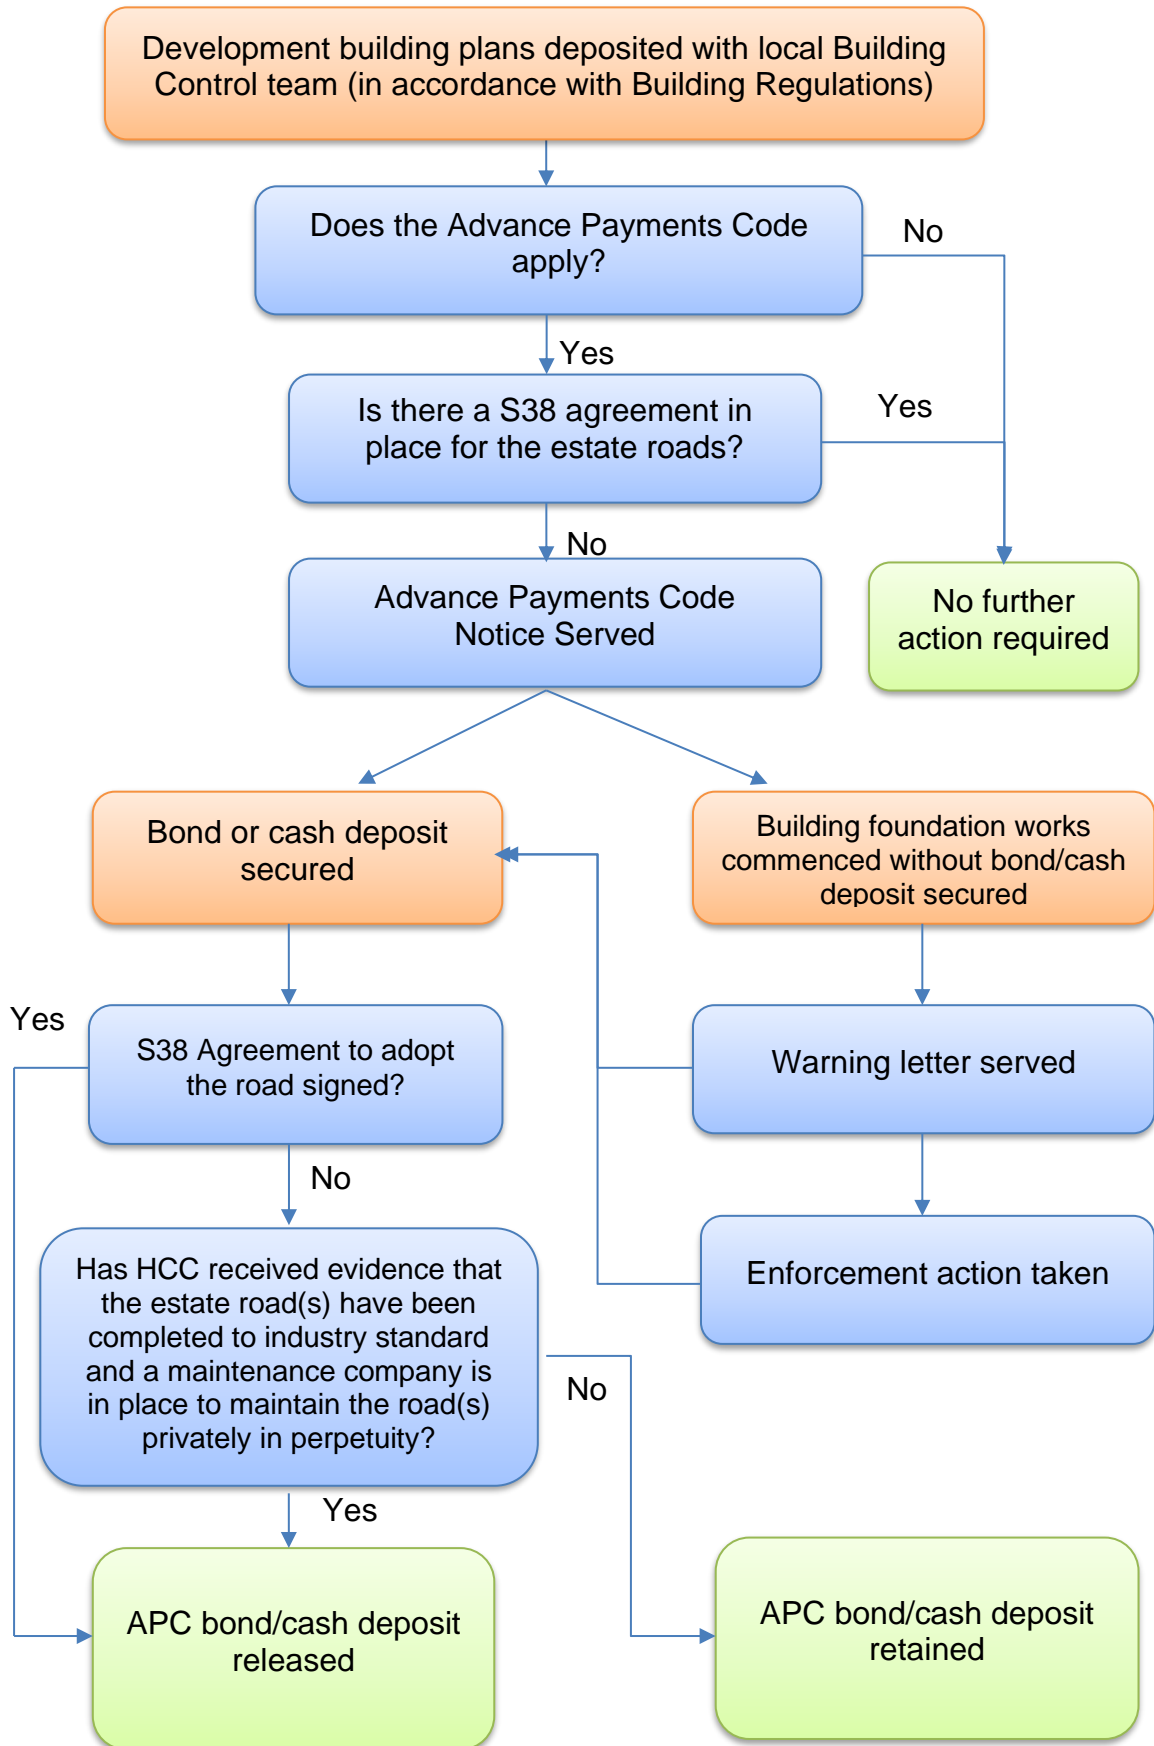 Development building plans deposited with local Building
Control team (in accordance with Building Regulations)
Does the Advance Payments Code
apply?
No
Yes
Is there a S38 agreement in
place for the estate roads?
Yes
No
Advance Payments Code
Notice Served
No further
action required
Bond or cash deposit
secured
Building foundation works
commenced without bond/cash
deposit secured
Yes
S38 Agreement to adopt
the road signed?
Warning letter served
No
Has HCC received evidence that
the estate road(s) have been
completed to industry standard
and a maintenance company is
in place to maintain the road(s)
privately in perpetuity?
Enforcement action taken
No
Yes
APC bond/cash deposit
released
APC bond/cash deposit
retained